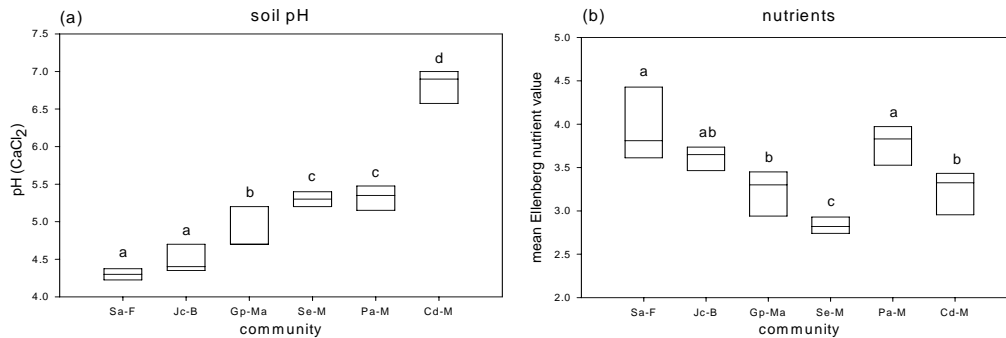 (a) soil pH
7.5
7.0
6.5
6.0
5.5
5.0
4.5
4.0
pH (CaCl2)
a
a
b
c
c
d
Sa-F Jc-B Gp-Ma Se-M Pa-M Cd-M
community
(b) nutrients
5.0
4.5
4.0
3.5
3.0
2.5
2.0
mean Ellenberg nutrient value
a
ab
b
c
a
b
Sa-F Jc-B Gp-Ma Se-M Pa-M Cd-M
community